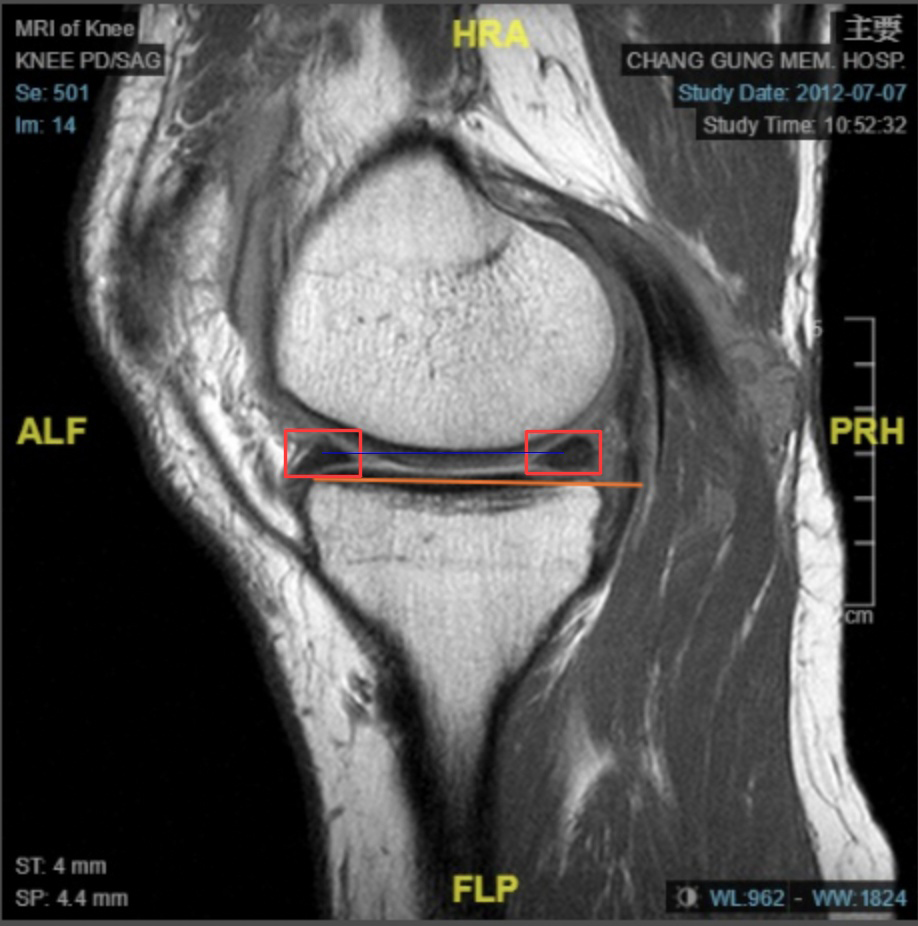 MRI of Knee
KNEE PD/SAG
Se: 501
Im: 14
HRA
主要
CHANG GUNG MEM. HOSP.
Study Date: 2012-07-07
Study Time: 10:52:32
5
ALF
PRH
cm
ST: 4 mm
SP: 4.4 mm
FLP
WL:962 - WW:1824